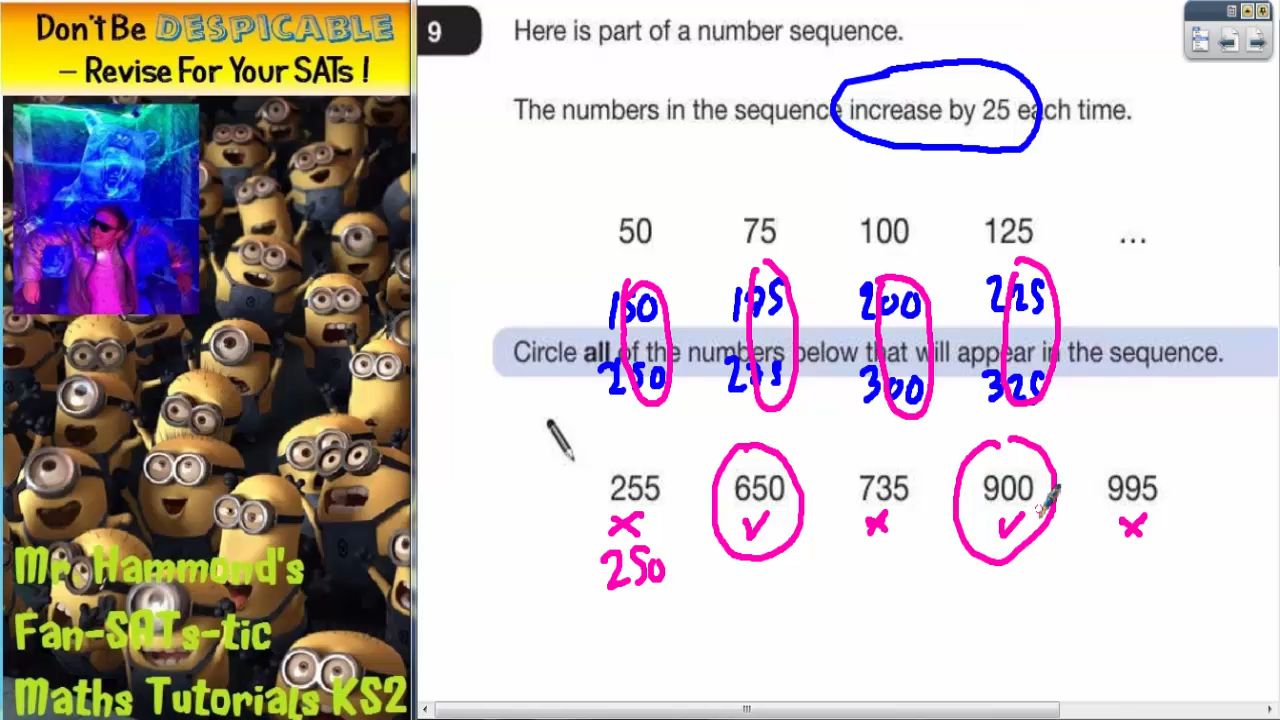 Don't Be DESPICABLE
– Revise For Your SATs !
Mr. Hammond's
Fan-SATs-tic
Maths Tutorials KS2
9
Here is part of a number sequence.
The numbers in the sequence increase by 25 each time.
50 75 100 125 ...
150 175 200 225
Circle all of the numbers below that will appear in the sequence.
250 275 300 325
255 650 735 900 995
250